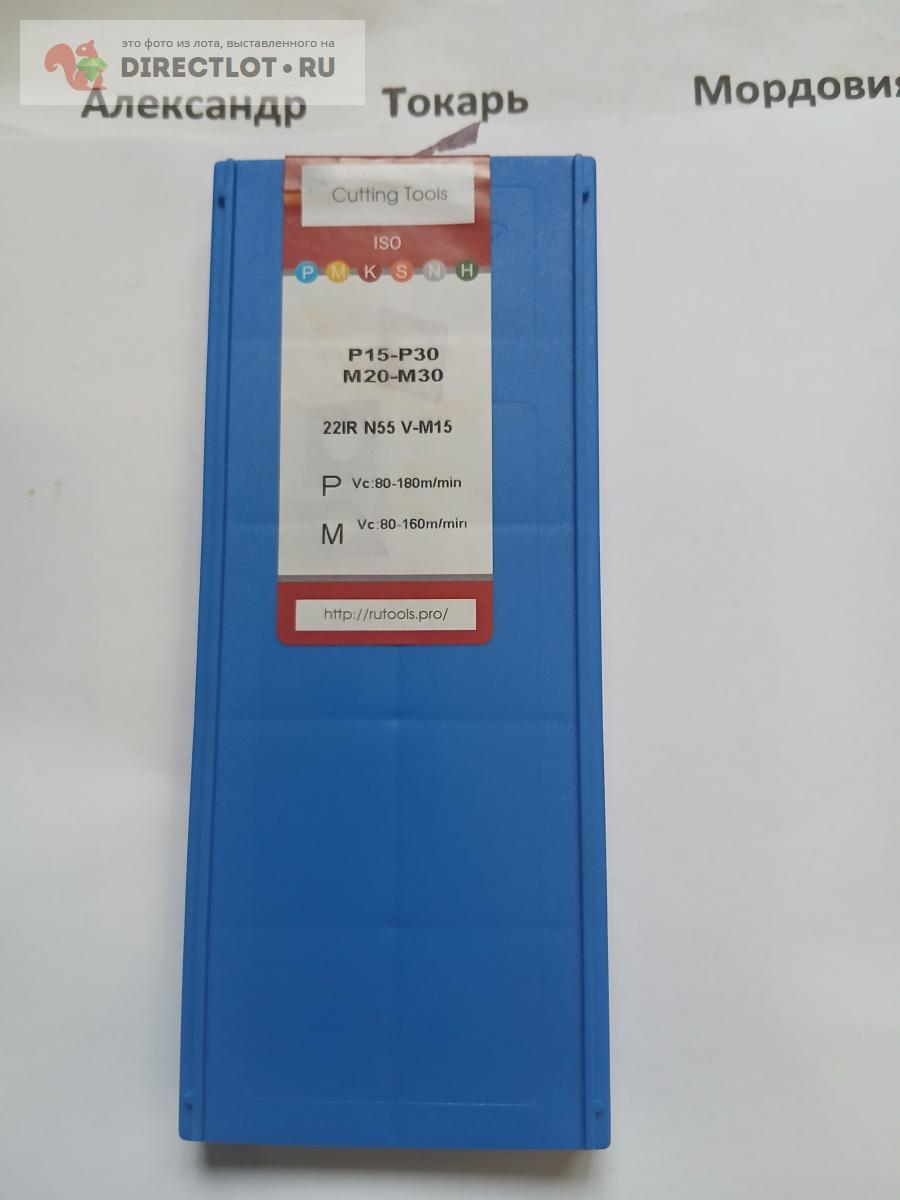 это фото из лота, выставленного на
DIRECTLOT.RU
Александр Токарь Мордовия
Cutting Tools
ISO
P M K S N H
P15-P30
M20-M30
22IR N55 V-M15
P Vc:80-180m/min
M Vc:80-160m/min
http://rutools.pro/